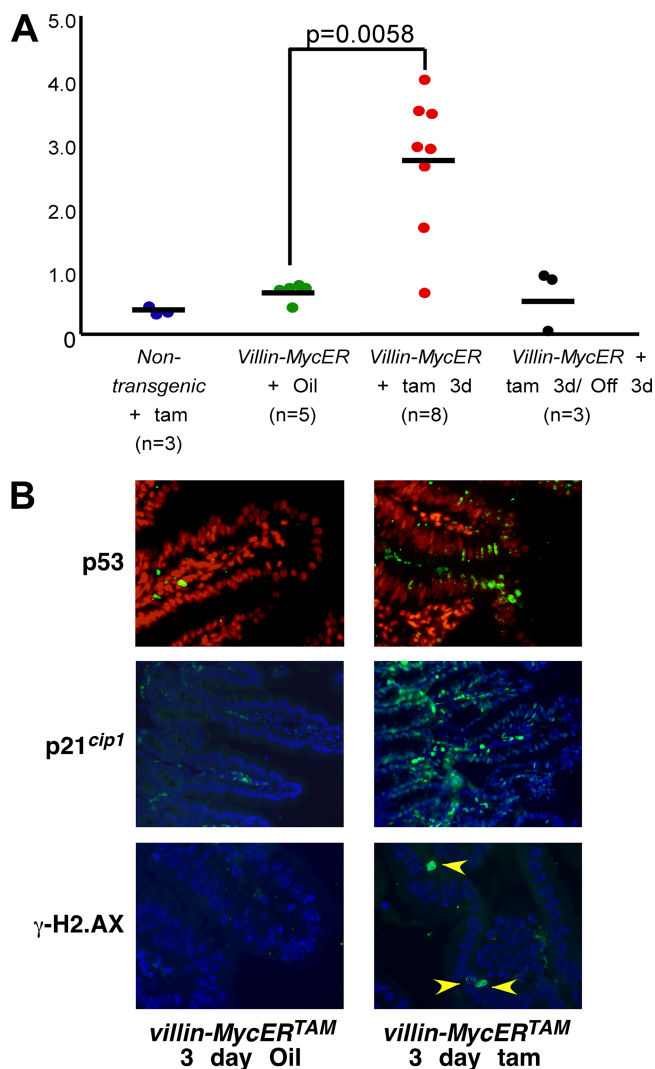 A
5.0
4.0
3.0
2.0
1.0
0
p=0.0058
Non-
transgenic
+ tam
(n=3)
Villin-MycER
+ Oil
(n=5)
Villin-MycER
+ tam 3d
(n=8)
Villin-MycER +
tam 3d/ Off 3d
(n=3)
B
p53
p21cip1
γ-H2.AX
villin-MycERTAM
3 day Oil
villin-MycERTAM
3 day tam